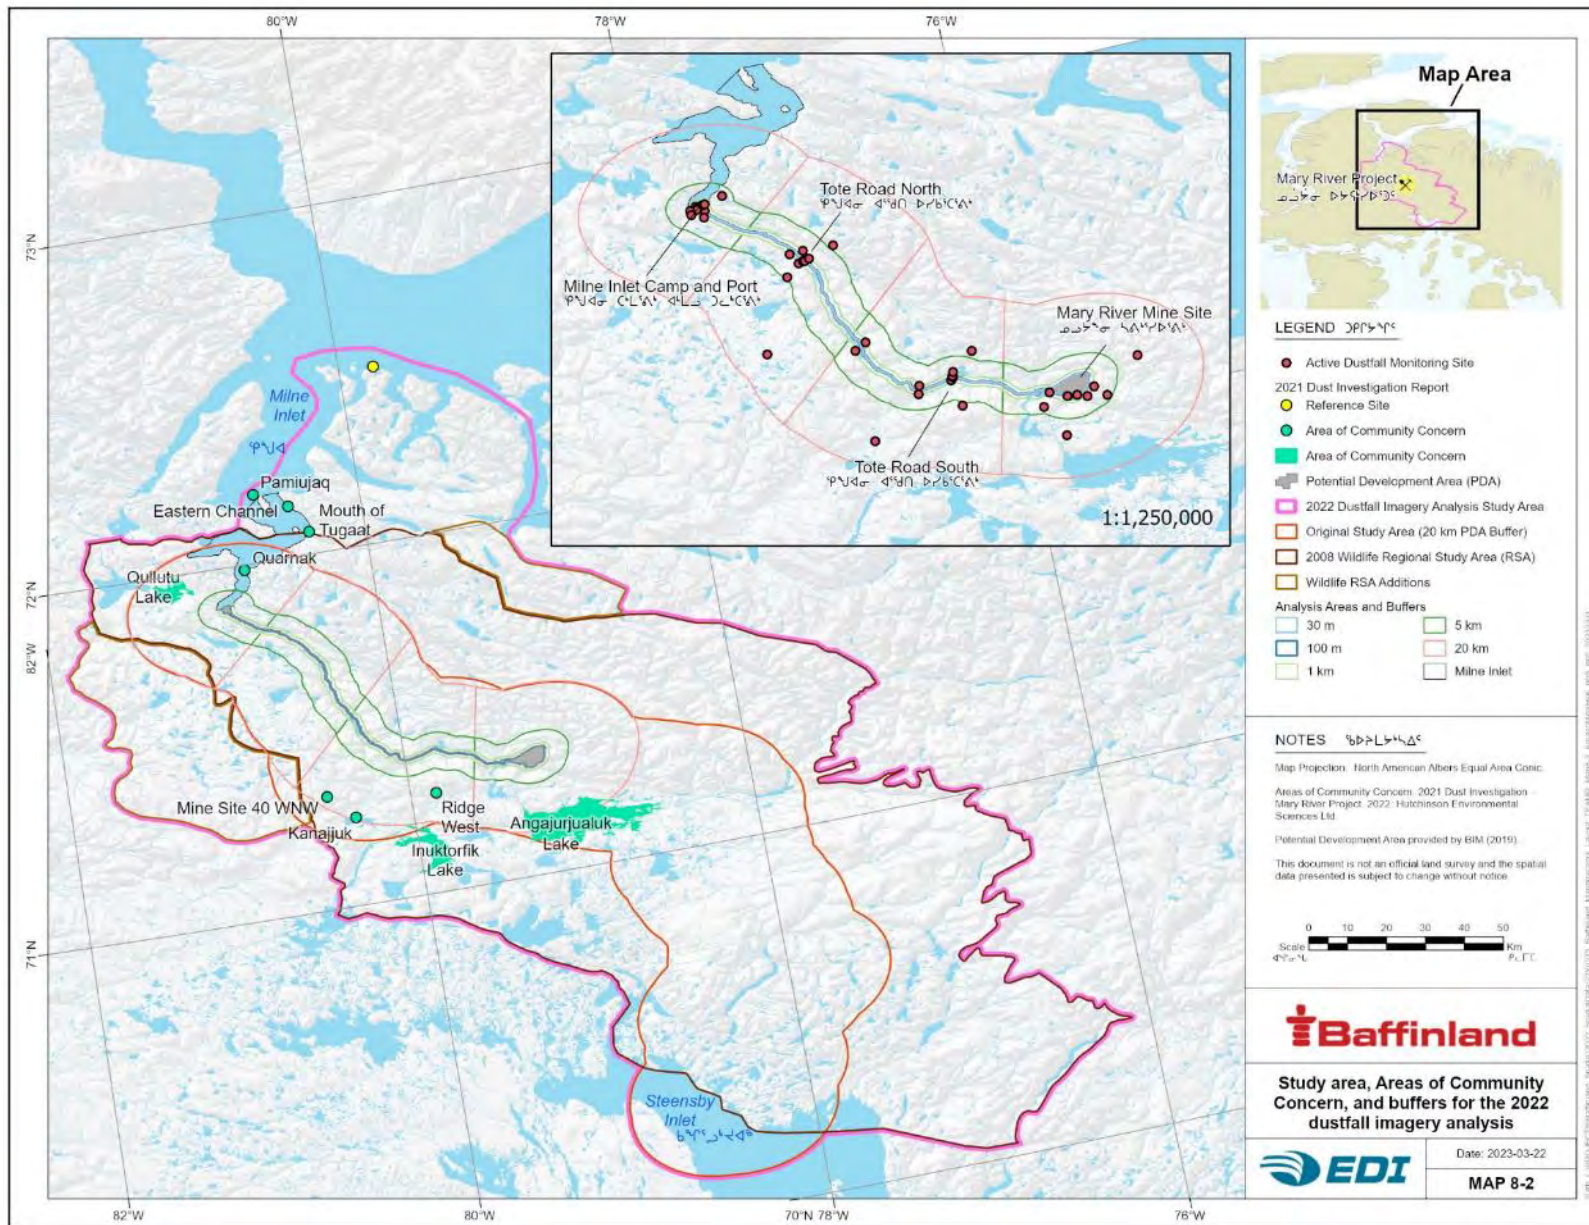 80°W
78°W
76°W
73°N
72°N
82°W
71°N
82°W
80°W
70°N 78°W
76°W
Milne
Inlet
Pamiujaq
Eastern Channel
Mouth of
Tugaat
Quarnak
Qullutu
Lake
Mine Site 40 WNW
Kanajjuk
Ridge
West
Inuktorfik
Lake
Angajurjualuk
Lake
Steensby
Inlet
Tote Road North
Milne Inlet Camp and Port
Mary River Mine Site
Tote Road South
1:1,250,000
Map Area
Mary River Project
LEGEND
Active Dustfall Monitoring Site
2021 Dust Investigation Report
Reference Site
Area of Community Concern
Area of Community Concern
Potential Development Area (PDA)
2022 Dustfall Imagery Analysis Study Area
Original Study Area (20 km PDA Buffer)
2008 Wildlife Regional Study Area (RSA)
Wildlife RSA Additions
Analysis Areas and Buffers
30 m
5 km
100 m
20 km
1 km
Milne Inlet
NOTES
Map Projection: North American Albers Equal Area Conic.
Areas of Community Concern: 2021 Dust Investigation -
Mary River Project. 2022. Hutchinson Environmental
Sciences Ltd.
Potential Development Area provided by BIM (2019).
This document is not an official land survey and the spatial
data presented is subject to change without notice.
0 10 20 30 40 50
Scale
Km
Baffinland
Study area, Areas of Community
Concern, and buffers for the 2022
dustfall imagery analysis
EDI
Date: 2023-03-22
MAP 8-2